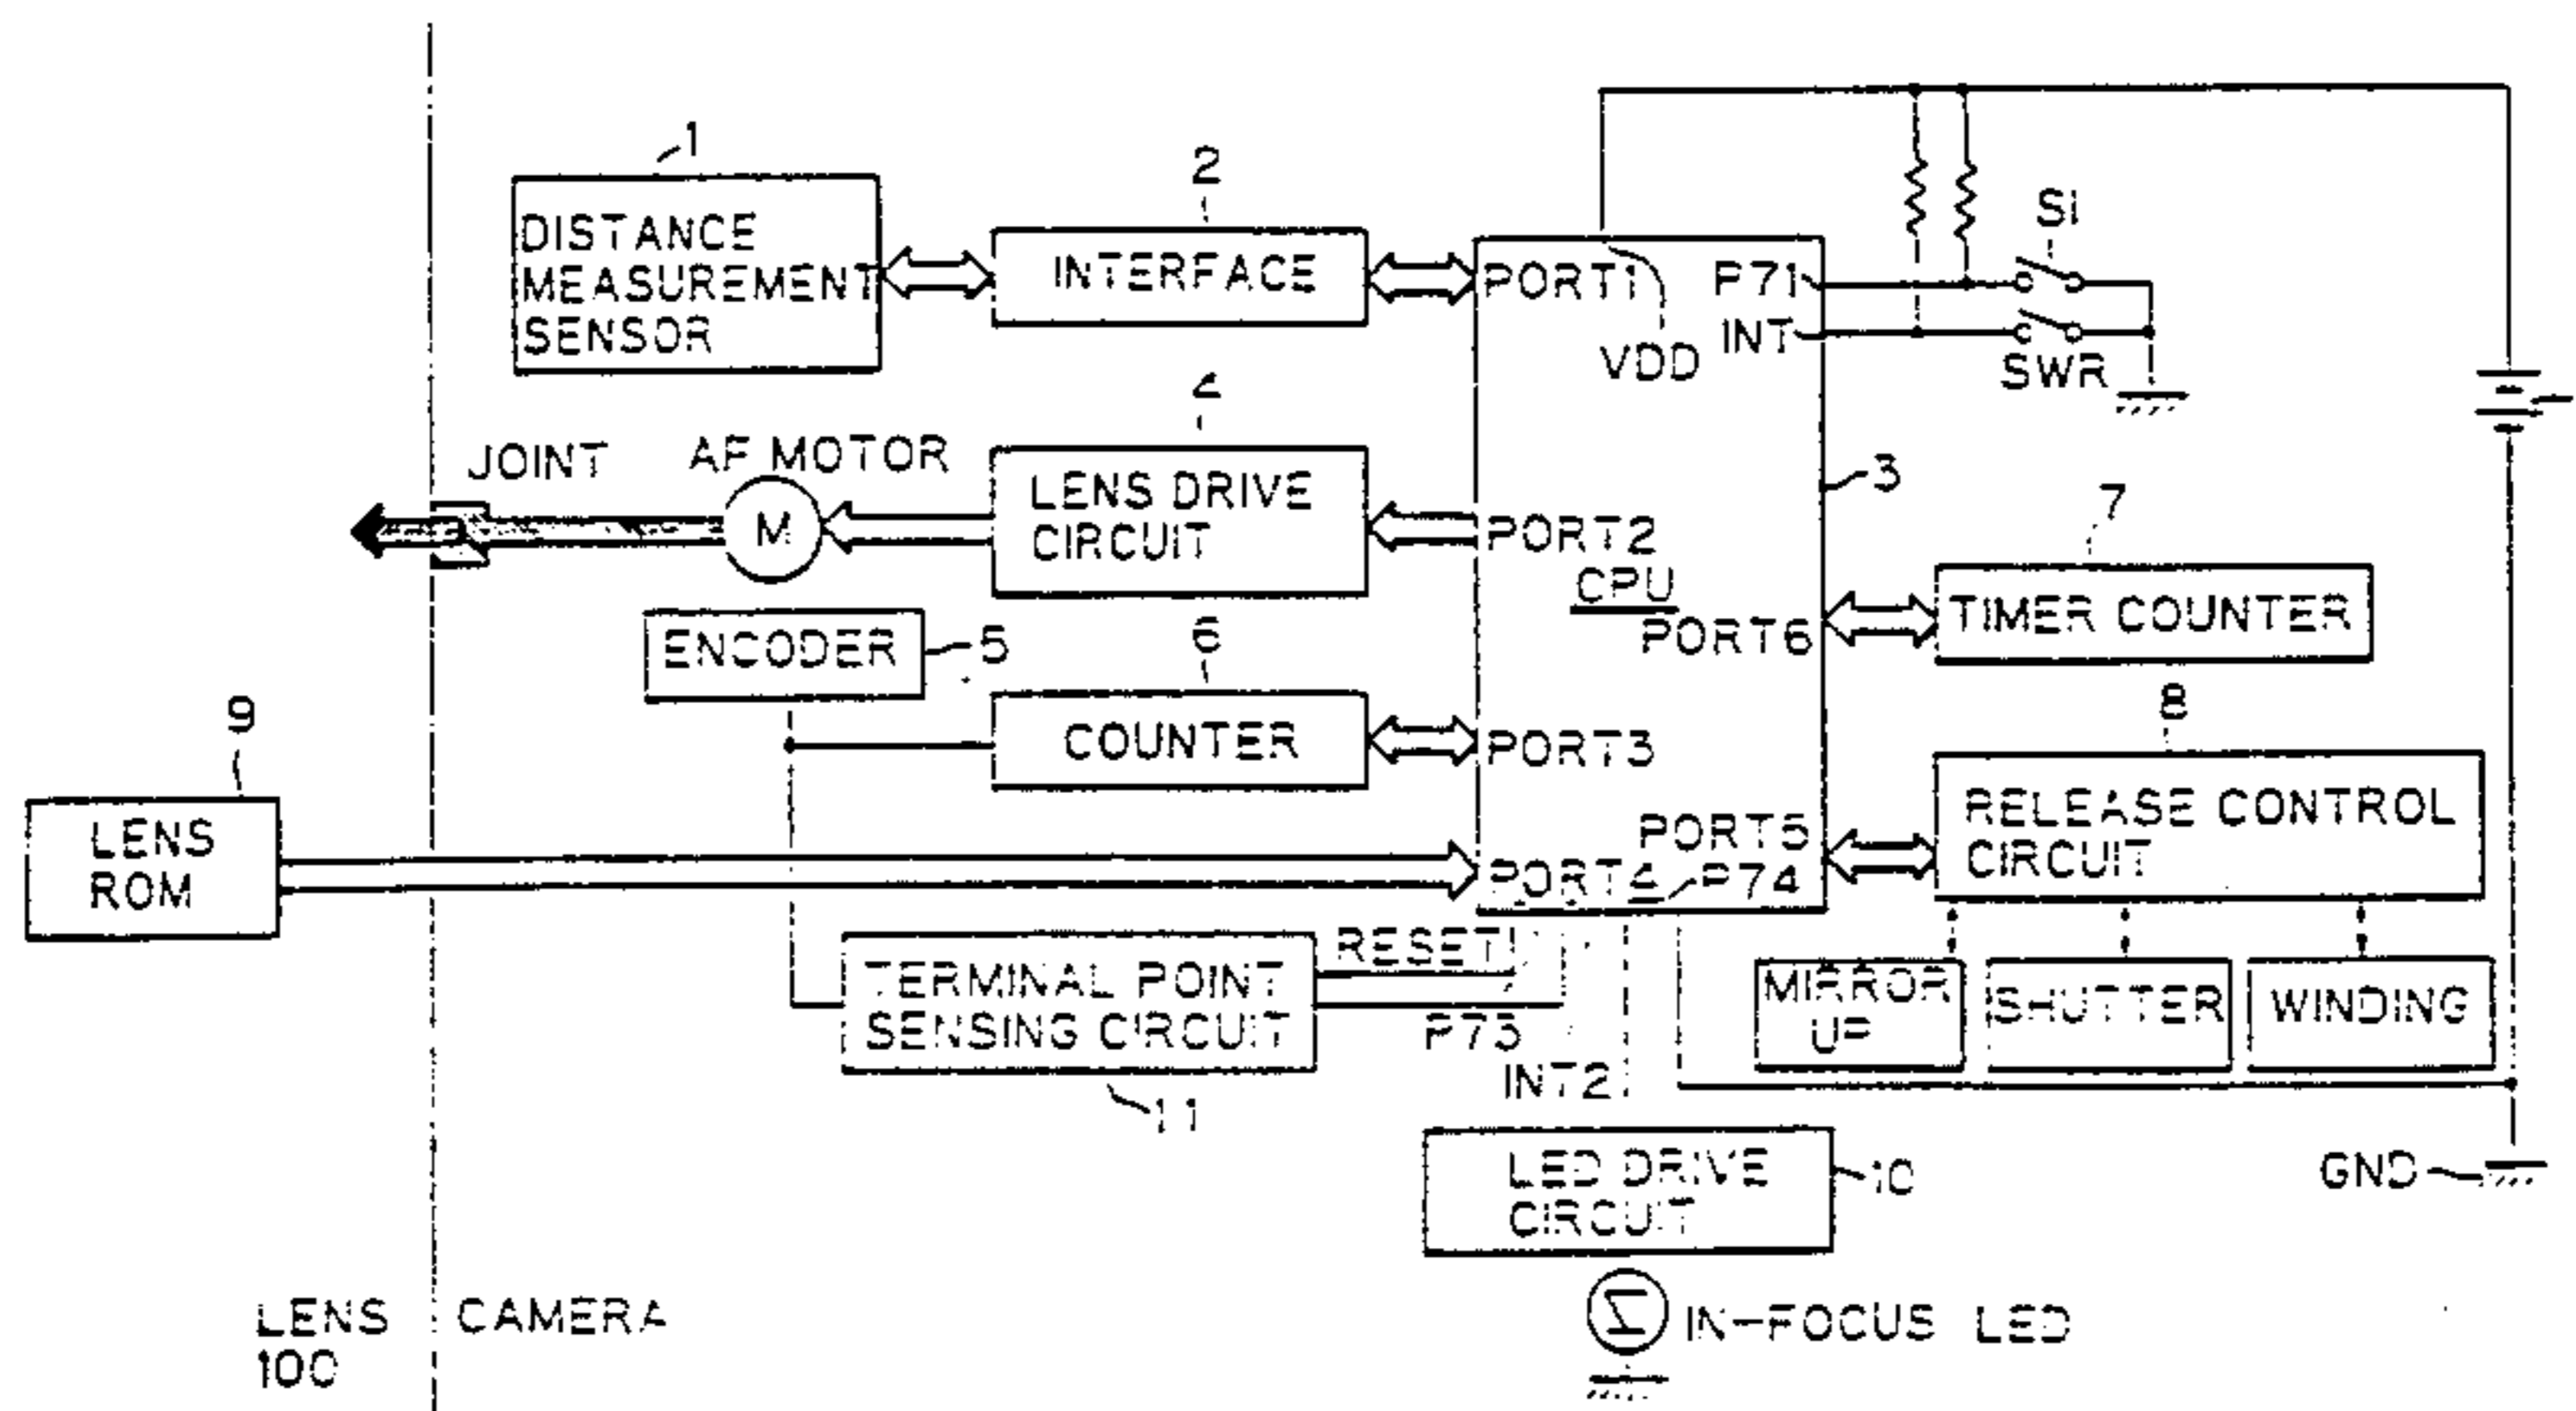 1
DISTANCE
MEASUREMENT
SENSOR
2
INTERFACE
PORT1
VDD
P71
INT
S1
SWR
JOINT
AF MOTOR
M
4
LENS DRIVE
CIRCUIT
PORT2
CPU
3
PORT6
7
TIMER COUNTER
ENCODER
5
6
COUNTER
PORT3
9
LENS
ROM
PORT4
PORT5
P74
8
RELEASE CONTROL
CIRCUIT
MIRROR
UP
SHUTTER
WINDING
TERMINAL POINT
SENSING CIRCUIT
11
RESET
P73
INT2
LED DRIVE
CIRCUIT
10
GND
IN-FOCUS LED
LENS
100
CAMERA